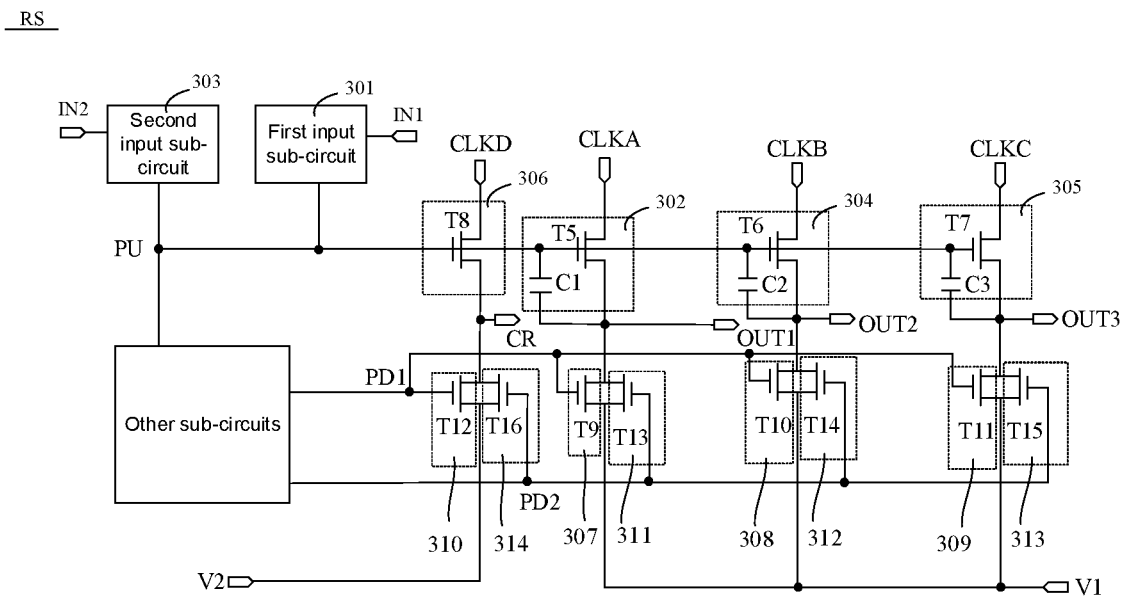 RS
303
301
IN2
Second
input sub-
circuit
First input
sub-circuit
IN1
CLKD
CLKA
CLKB
CLKC
306
302
304
305
T8
T5
T6
T7
PU
C1
C2
C3
CR
OUT1
OUT2
OUT3
Other sub-circuits
PD1
T12
T16
T9
T13
T10
T14
T11
T15
PD2
310
314
307
311
308
312
309
313
V2
V1